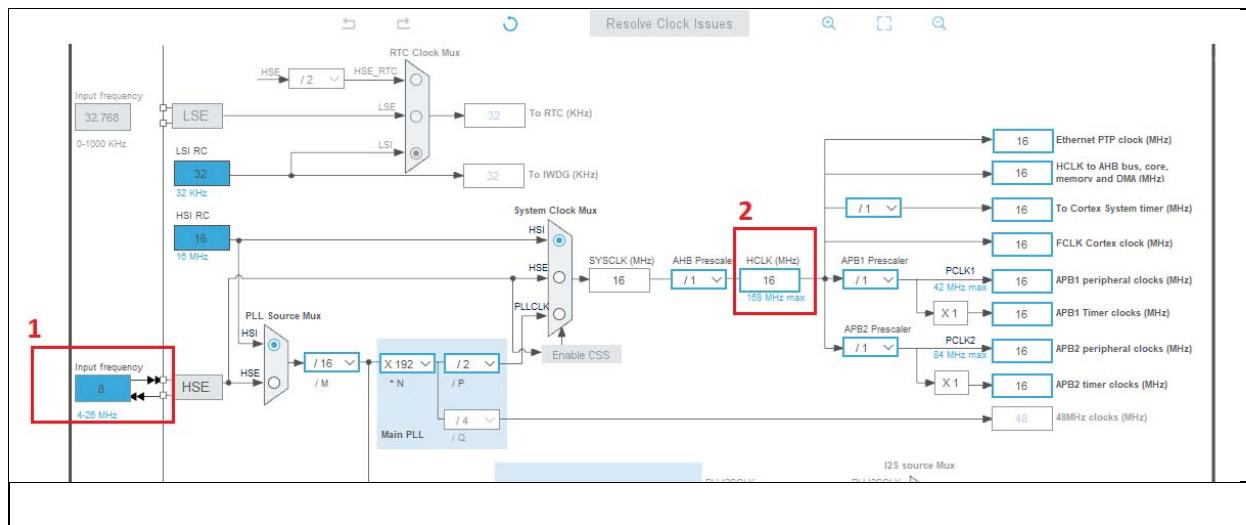 Resolve Clock Issues
RTC Clock Mux
HSE
/ 2
HSE_RTC
Input frequency
32.768
0-1000 KHz
LSE
LSE
32
To RTC (KHz)
LSI RC
32
32 KHz
LSI
32
To IWDG (KHz)
HSI RC
16
16 MHz
System Clock Mux
HSI
HSE
PLLCLK
SYSCLK (MHz)
16
AHB Prescaler
/ 1
2
HCLK (MHz)
16
168 MHz max
16
Ethernet PTP clock (MHz)
16
HCLK to AHB bus, core,
memory and DMA (MHz)
/ 1
16
To Cortex System timer (MHz)
16
FCLK Cortex clock (MHz)
APB1 Prescaler
/ 1
PCLK1
42 MHz max
16
APB1 peripheral clocks (MHz)
X 1
16
APB1 Timer clocks (MHz)
APB2 Prescaler
/ 1
PCLK2
84 MHz max
16
APB2 peripheral clocks (MHz)
X 1
16
APB2 timer clocks (MHz)
48
48MHz clocks (MHz)
1
Input frequency
8
4-26 MHz
HSE
PLL Source Mux
HSI
HSE
/ 16
/ M
X 192
* N
/ 2
/ P
/ 4
/ Q
Main PLL
Enable CSS
I2S source Mux